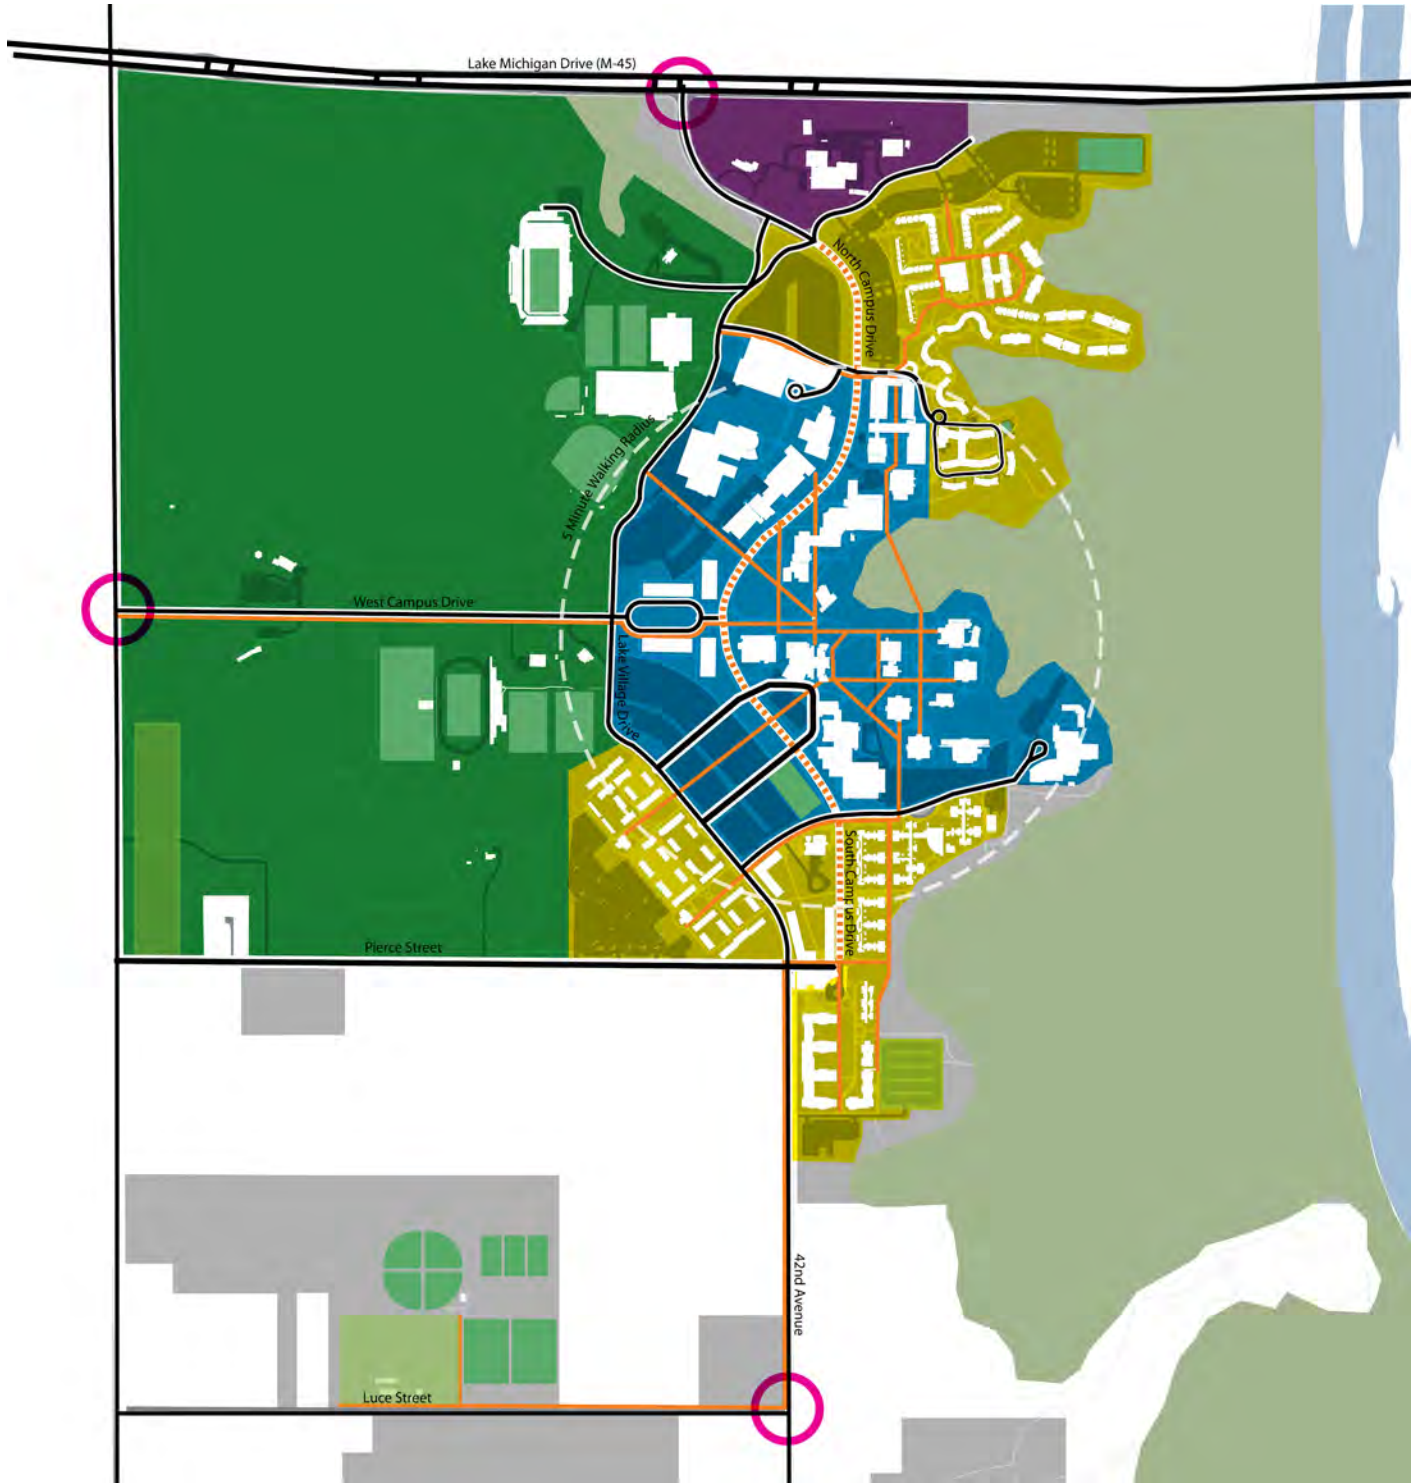 Lake Michigan Drive (M-45)
North Campus Drive
5 Minute Walking Radius
West Campus Drive
Lake Village Drive
South Campus Drive
Pierce Street
42nd Avenue
Luce Street